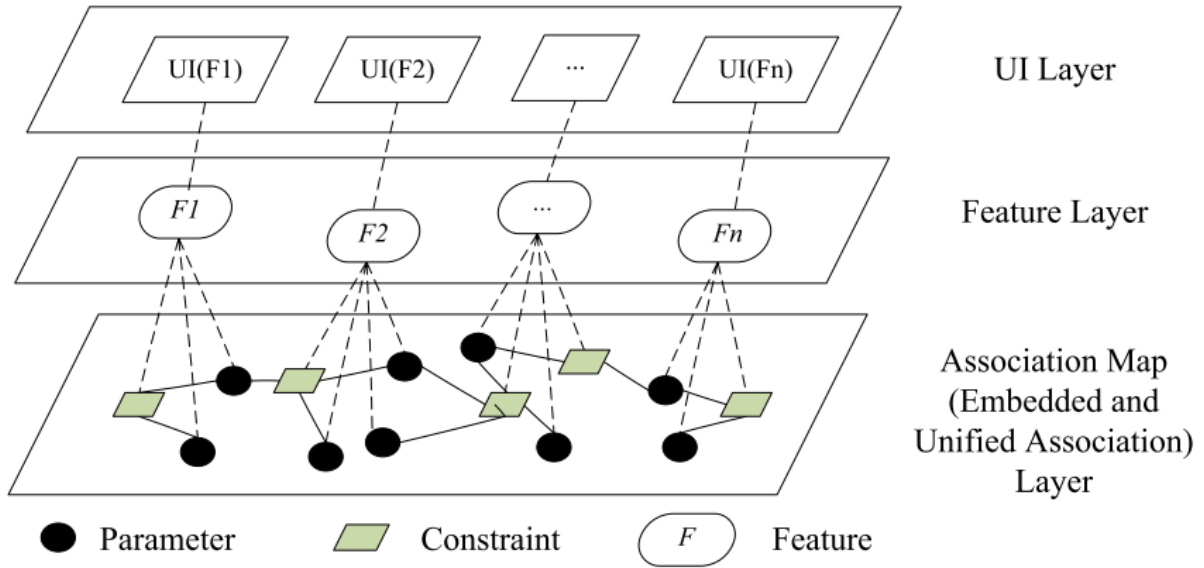 UI(F1)
UI(F2)
...
UI(Fn)
UI Layer
F1
F2
...
Fn
Feature Layer
Association Map
(Embedded and
Unified Association)
Layer
Parameter
Constraint
F
Feature